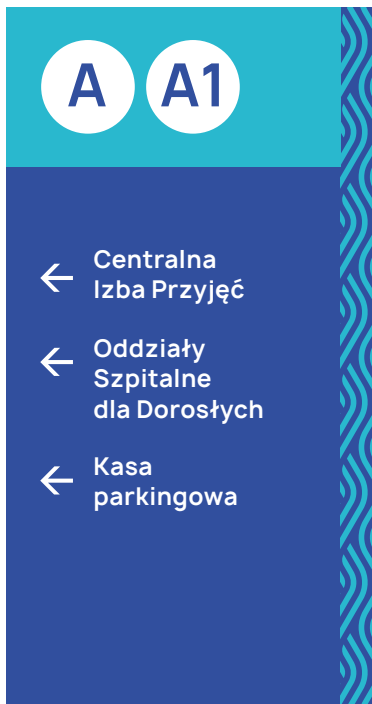 A A1
Centralna
Izba Przyjęć
Oddziały
Szpitalne
dla Dorosłych
Kasa
parkingowa